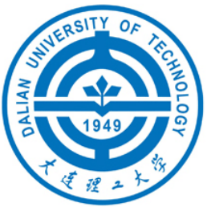 DALIAN UNIVERSITY OF TECHNOLOGY
1949
大连理工大学